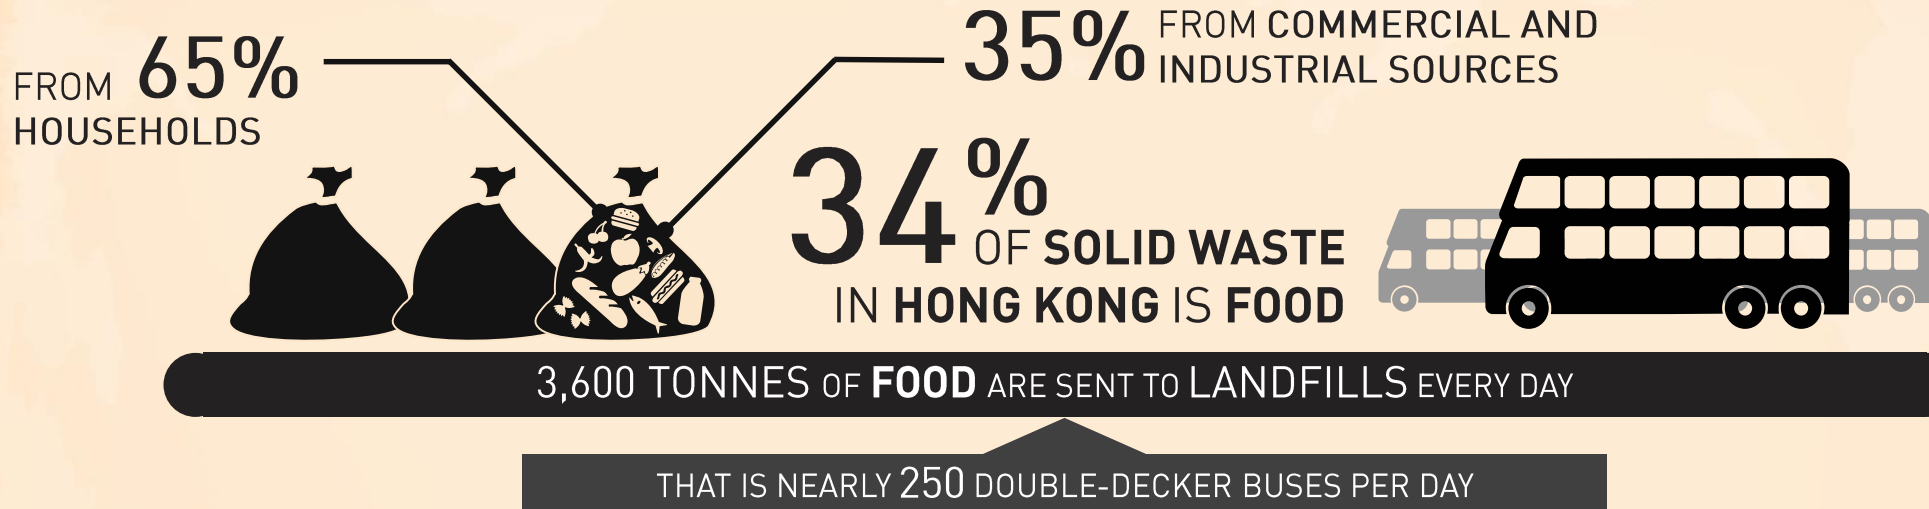 FROM 65%
HOUSEHOLDS
35% FROM COMMERCIAL AND
INDUSTRIAL SOURCES
34%
OF SOLID WASTE
IN HONG KONG IS FOOD
3,600 TONNES OF FOOD ARE SENT TO LANDFILLS EVERY DAY
THAT IS NEARLY 250 DOUBLE-DECKER BUSES PER DAY